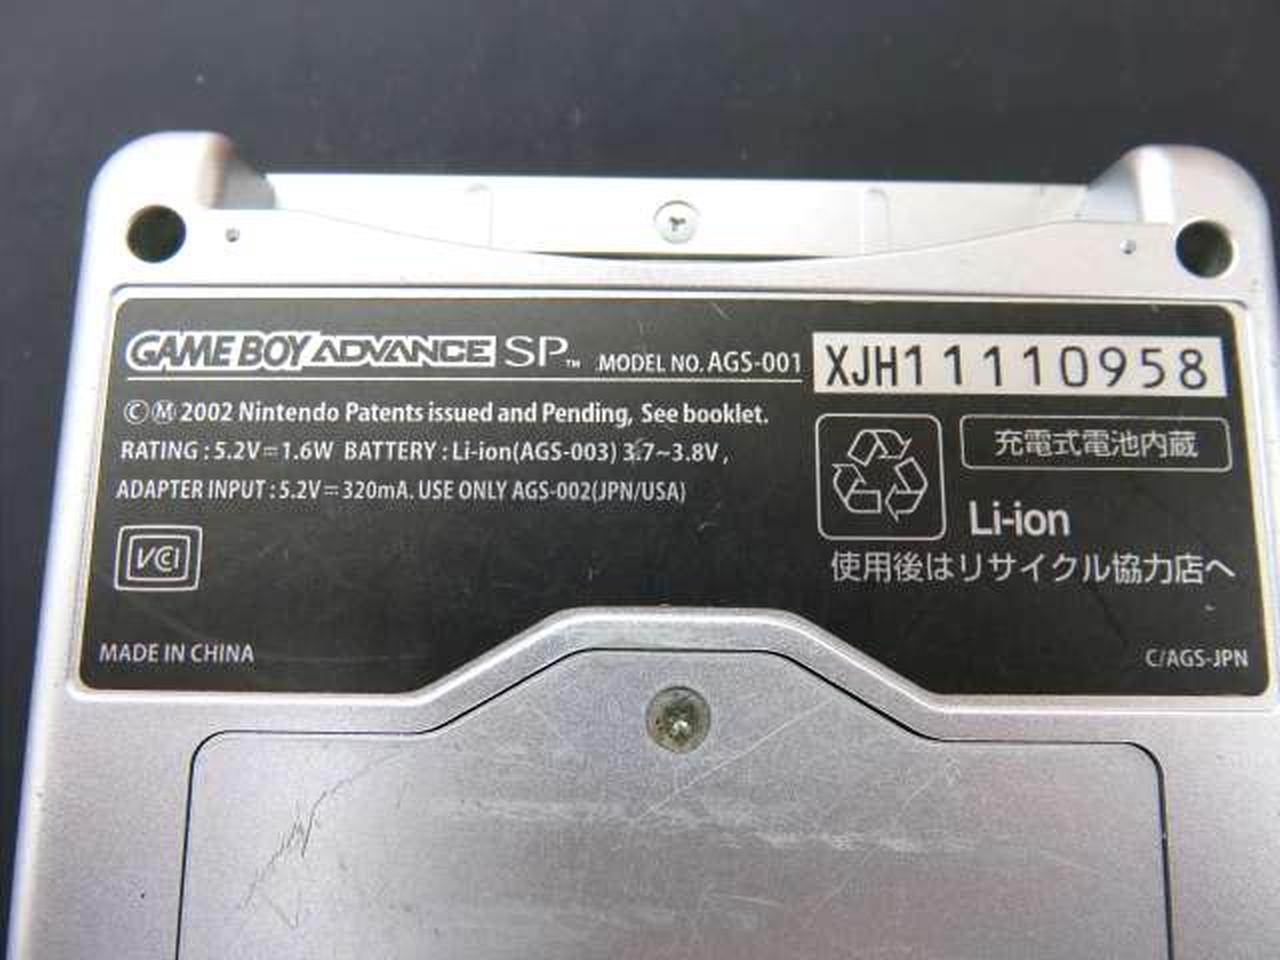 GAME BOY ADVANCE SP™ MODEL NO. AGS-001
XJH11110958
©Ⓜ 2002 Nintendo Patents issued and Pending, See booklet.
RATING : 5.2V⎓1.6W BATTERY : Li-ion(AGS-003) 3.7~3.8V ,
ADAPTER INPUT : 5.2V⎓320mA. USE ONLY AGS-002(JPN/USA)
VCCI
MADE IN CHINA
充電式電池内蔵
Li-ion
使用後はリサイクル協力店へ
C/AGS-JPN